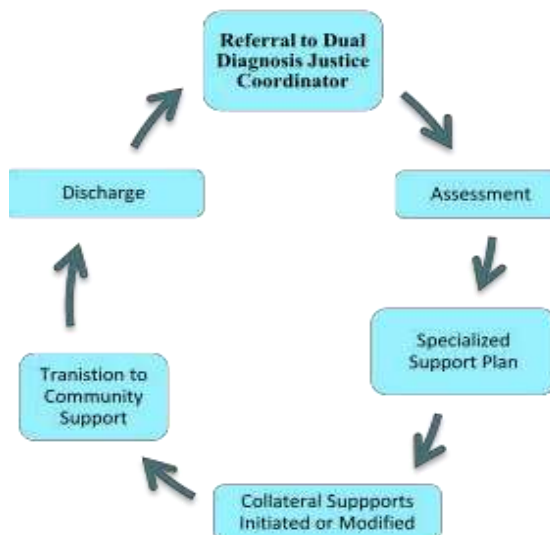 Referral to Dual
Diagnosis Justice
Coordinator
Assessment
Specialized
Support Plan
Collateral Suppports
Initiated or Modified
Tranistion to
Community
Support
Discharge